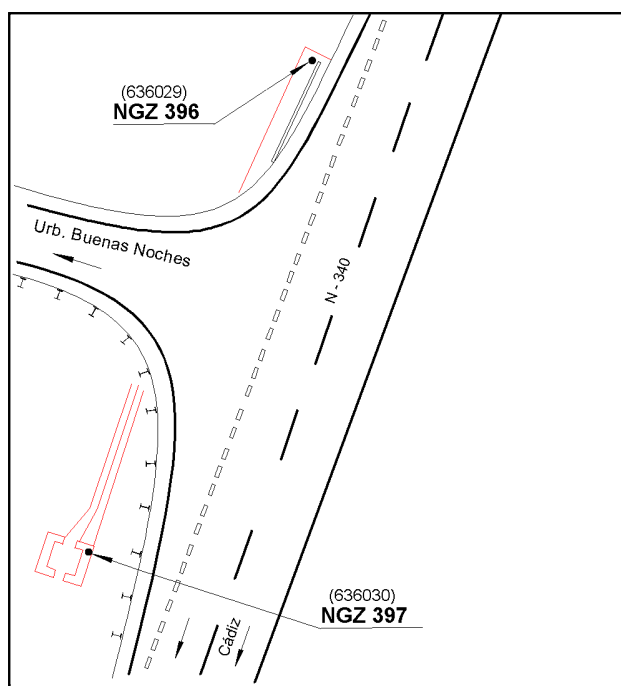 (636029)
NGZ 396
Urb. Buenas Noches
N - 340
(636030)
NGZ 397
Cádiz